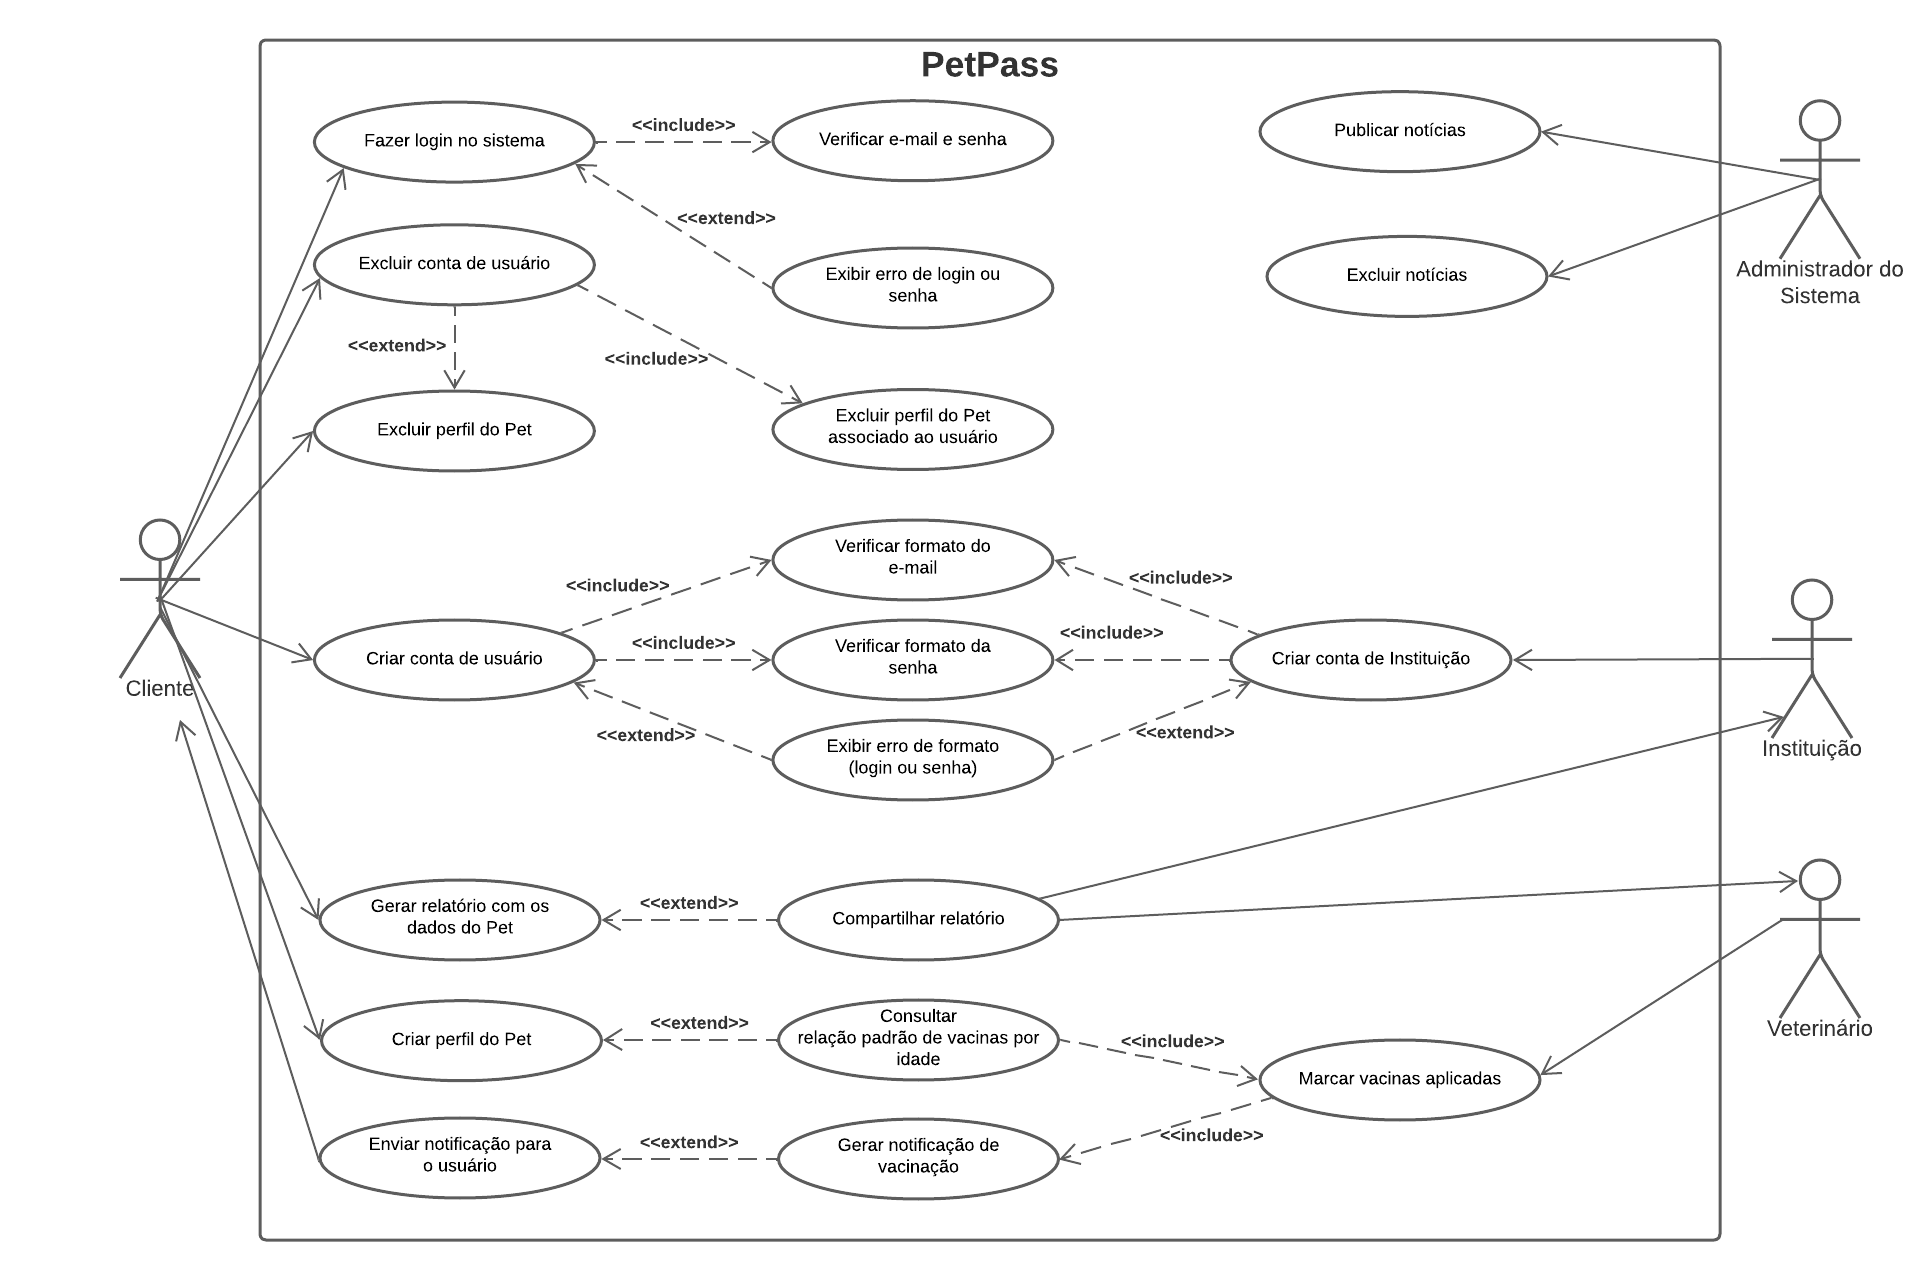 PetPass
Fazer login no sistema
<<include>>
Verificar e-mail e senha
Publicar notícias
<<extend>>
Excluir conta de usuário
Exibir erro de login ou
senha
Excluir notícias
Administrador do
Sistema
<<extend>>
<<include>>
Excluir perfil do Pet
Excluir perfil do Pet
associado ao usuário
Verificar formato do
e-mail
<<include>>
<<include>>
Criar conta de usuário
<<include>>
Verificar formato da
senha
<<include>>
Criar conta de Instituição
Cliente
<<extend>>
Exibir erro de formato
(login ou senha)
<<extend>>
Instituição
Gerar relatório com os
dados do Pet
<<extend>>
Compartilhar relatório
Criar perfil do Pet
<<extend>>
Consultar
relação padrão de vacinas por
idade
<<include>>
Veterinário
Marcar vacinas aplicadas
Enviar notificação para
o usuário
<<extend>>
Gerar notificação de
vacinação
<<include>>